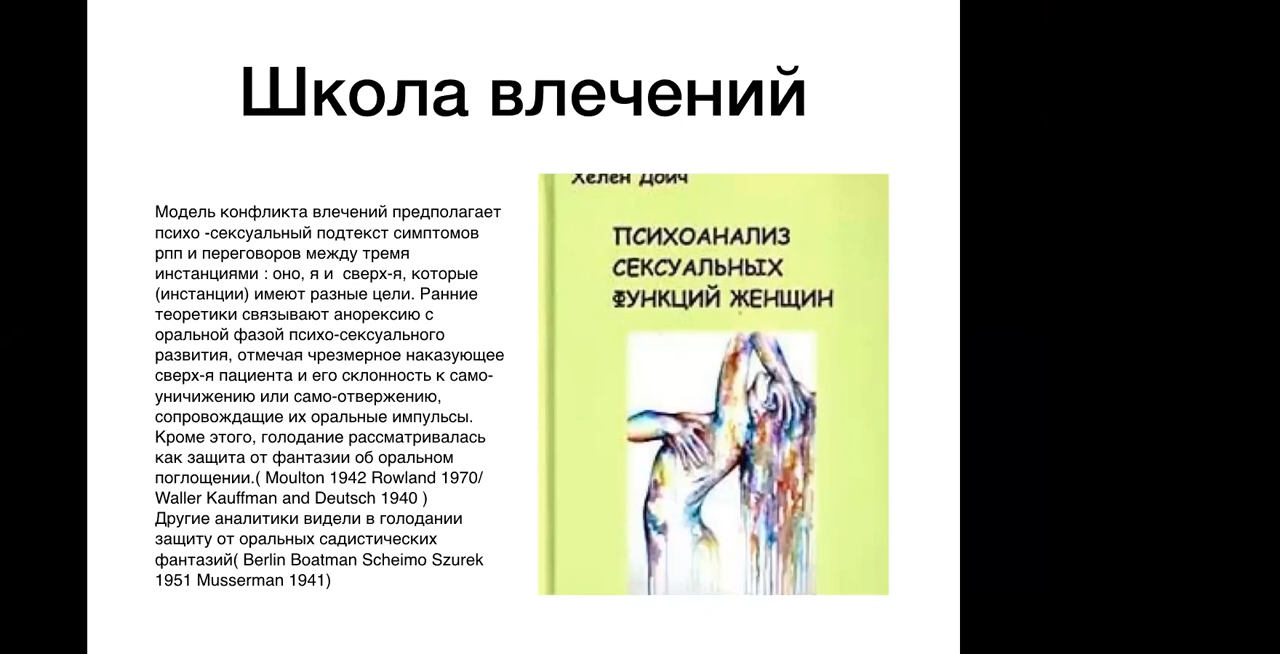 Школа влечений
Модель конфликта влечений предполагает
психо -сексуальный подтекст симптомов
рпп и переговоров между тремя
инстанциями : оно, я и  сверх-я, которые
(инстанции) имеют разные цели. Ранние
теоретики связывают анорексию с
оральной фазой психо-сексуального
развития, отмечая чрезмерное наказующее
сверх-я пациента и его склонность к само-
уничижению или само-отвержению,
сопровождащие их оральные импульсы.
Кроме этого, голодание рассматривалась
как защита от фантазии об оральном
поглощении.( Moulton 1942 Rowland 1970/
Waller Kauffman and Deutsch 1940 )
Другие аналитики видели в голодании
защиту от оральных садистических
фантазий( Berlin Boatman Scheimo Szurek
1951 Musserman 1941)
Хелен Дойч
ПСИХОАНАЛИЗ
СЕКСУАЛЬНЫХ
ФУНКЦИЙ ЖЕНЩИН